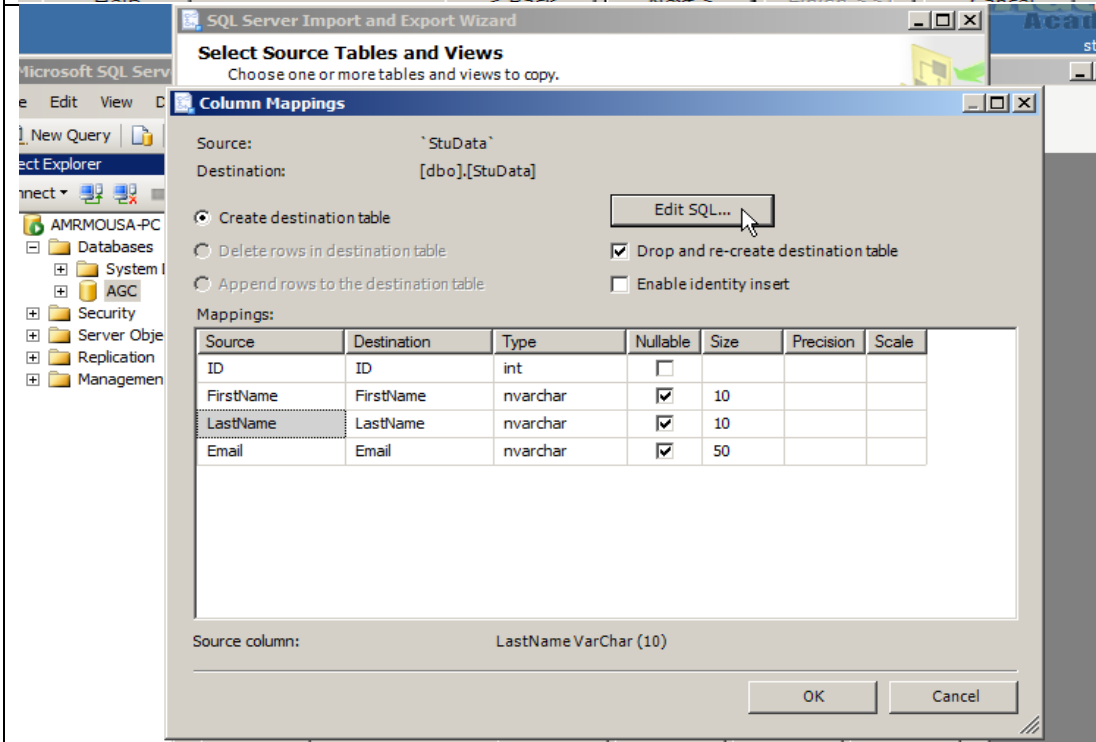 SQL Server Import and Export Wizard
Acad
Select Source Tables and Views
Choose one or more tables and views to copy.
st
Microsoft SQL Serv
e Edit View D
New Query
ect Explorer
nnect
AMRMOUSA-PC
Databases
System I
AGC
Security
Server Obje
Replication
Managemen
Column Mappings
Source: `StuData`
Destination: [dbo].[StuData]
Create destination table
Edit SQL...
Delete rows in destination table
Drop and re-create destination table
Append rows to the destination table
Enable identity insert
Mappings:
Source Destination Type Nullable Size Precision Scale
ID ID int
FirstName FirstName nvarchar 10
LastName LastName nvarchar 10
Email Email nvarchar 50
Source column: LastName VarChar (10)
OK Cancel